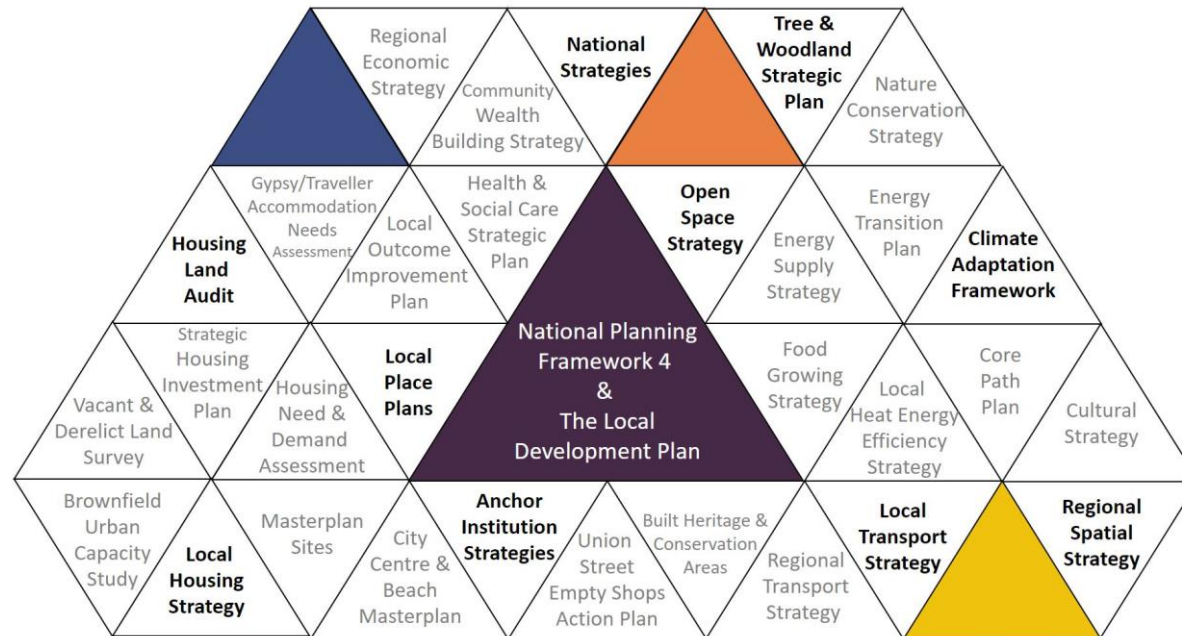 Regional
Economic
Strategy
Community
Wealth
Building Strategy
National
Strategies
Tree &
Woodland
Strategic
Plan
Nature
Conservation
Strategy
Housing
Land
Audit
Gypsy/Traveller
Accommodation
Needs
Assessment
Local
Outcome
Improvement
Plan
Health &
Social Care
Strategic
Plan
Open
Space
Strategy
Energy
Supply
Strategy
Energy
Transition
Plan
Climate
Adaptation
Framework
Vacant &
Derelict Land
Survey
Strategic
Housing
Investment
Plan
Housing
Need &
Demand
Assessment
Local
Place
Plans
National Planning
Framework 4
&
The Local
Development Plan
Food
Growing
Strategy
Local
Heat Energy
Efficiency
Strategy
Core
Path
Plan
Cultural
Strategy
Brownfield
Urban
Capacity
Study
Local Housing
Strategy
Masterplan
Sites
City
Centre &
Beach
Masterplan
Anchor
Institution
Strategies
Union
Street
Empty Shops
Action Plan
Built Heritage &
Conservation
Areas
Regional
Transport
Strategy
Local
Transport
Strategy
Regional
Spatial
Strategy